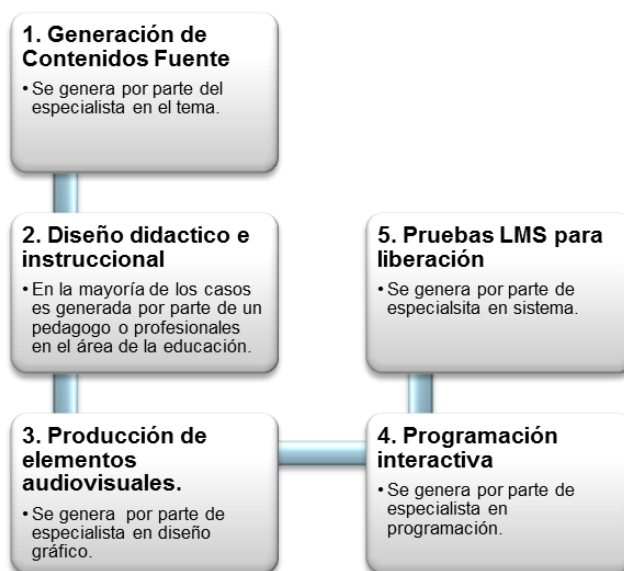 1. Generación de
Contenidos Fuente
• Se genera por parte del
especialista en el tema.
2. Diseño didactico e
instruccional
• En la mayoría de los casos
es generada por parte de un
pedagogo o profesionales
en el área de la educación.
3. Producción de
elementos
audiovisuales.
• Se genera por parte de
especialista en diseño
gráfico.
4. Programación
interactiva
• Se genera por parte de
especialista en
programación.
5. Pruebas LMS para
liberación
• Se genera por parte de
especialsita en sistema.